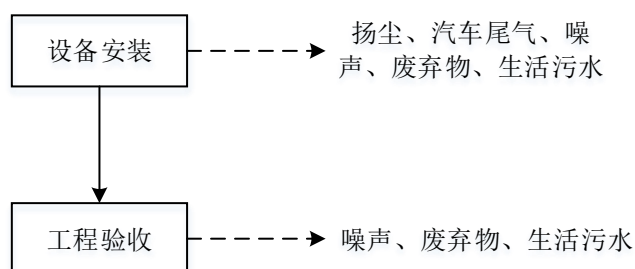 设备安装
扬尘、汽车尾气、噪
声、废弃物、生活污水
工程验收
噪声、废弃物、生活污水